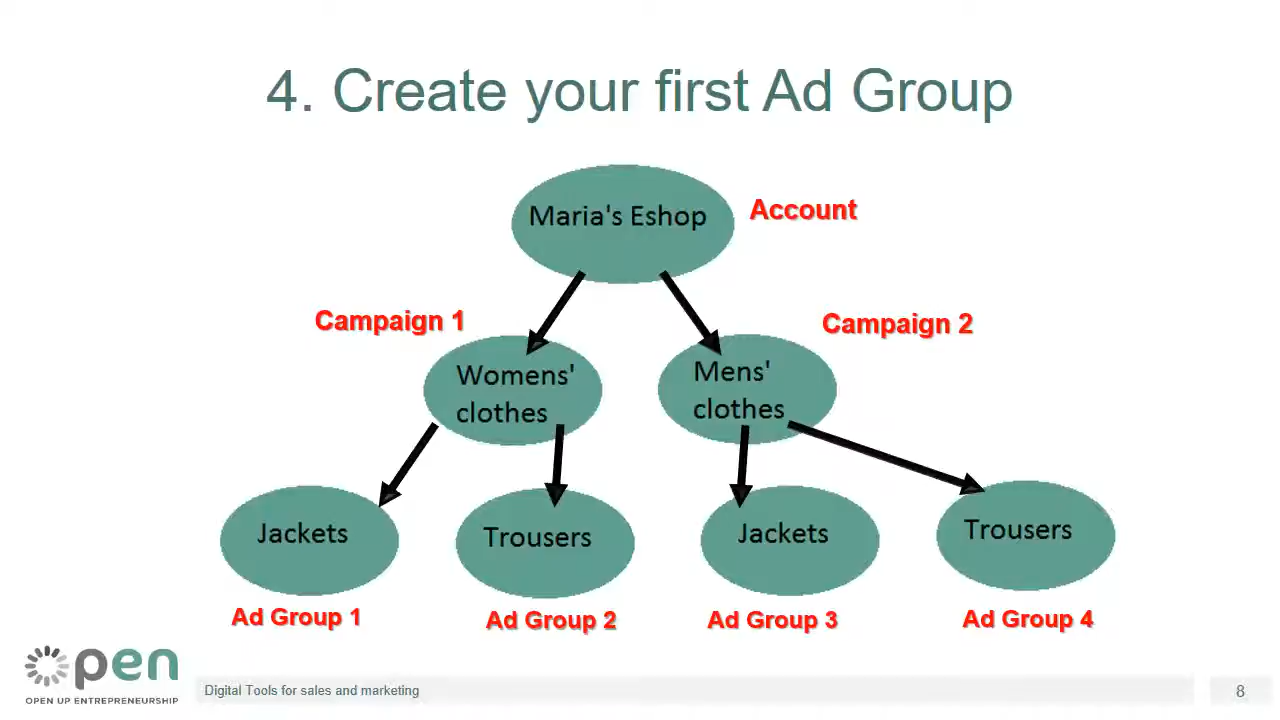 4. Create your first Ad Group
Maria's Eshop
Account
Campaign 1
Campaign 2
Womens'
clothes
Mens'
clothes
Jackets
Trousers
Jackets
Trousers
Ad Group 1
Ad Group 2
Ad Group 3
Ad Group 4
open
OPEN UP ENTREPRENEURSHIP
Digital Tools for sales and marketing
8